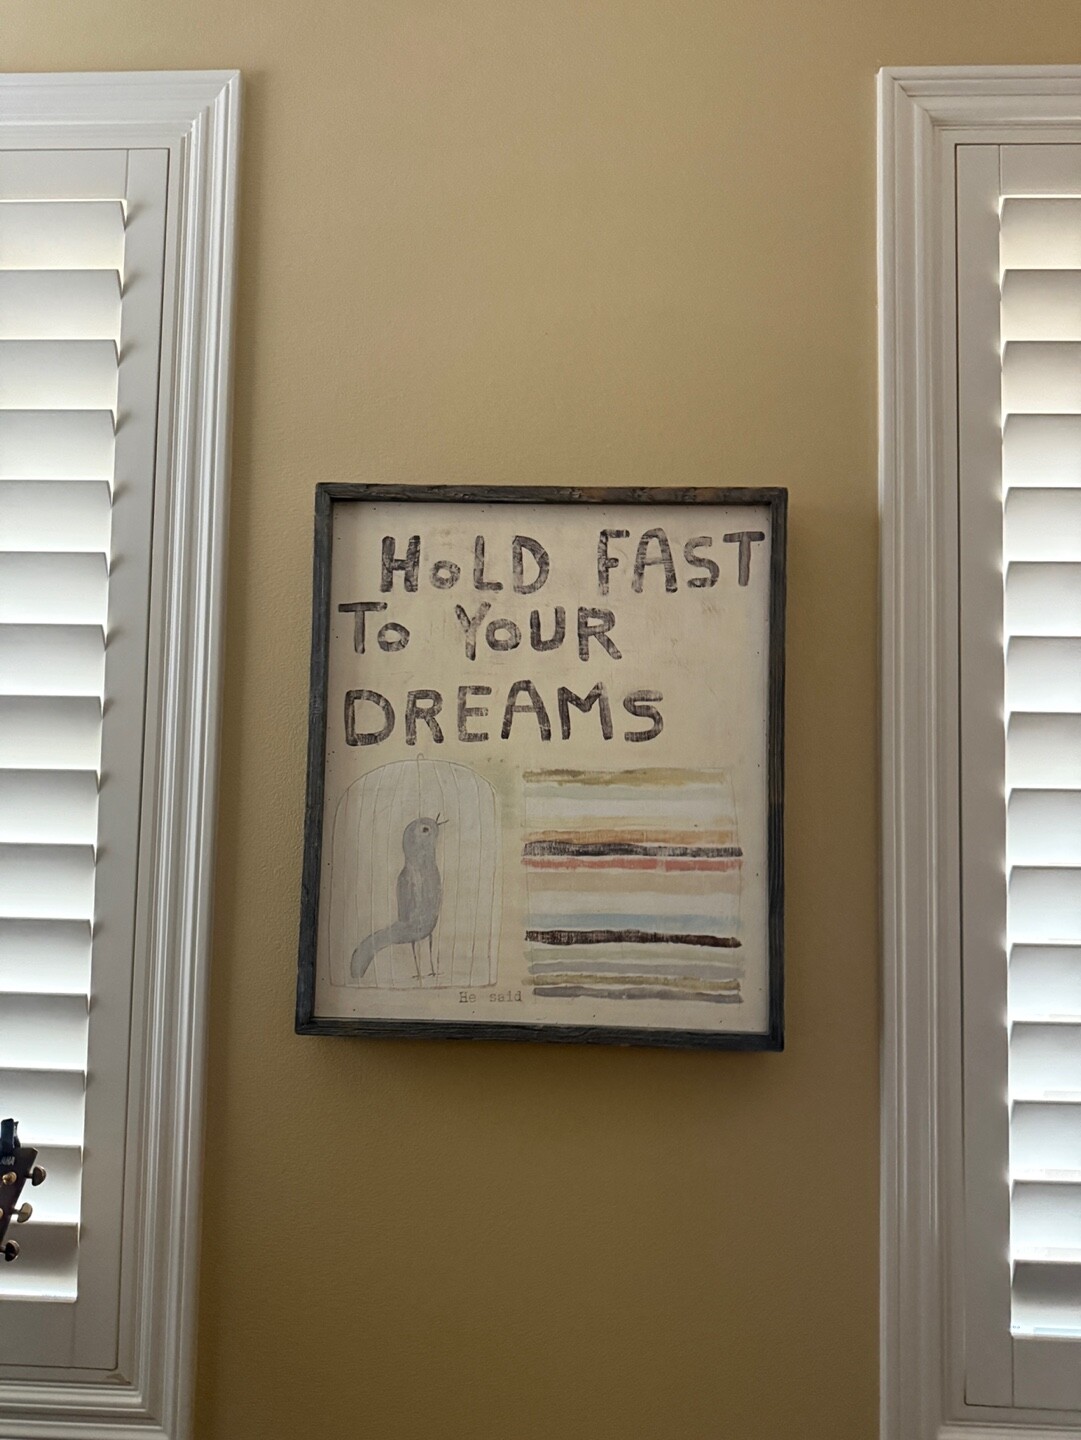 HOLD FAST
TO YOUR
DREAMS
He said